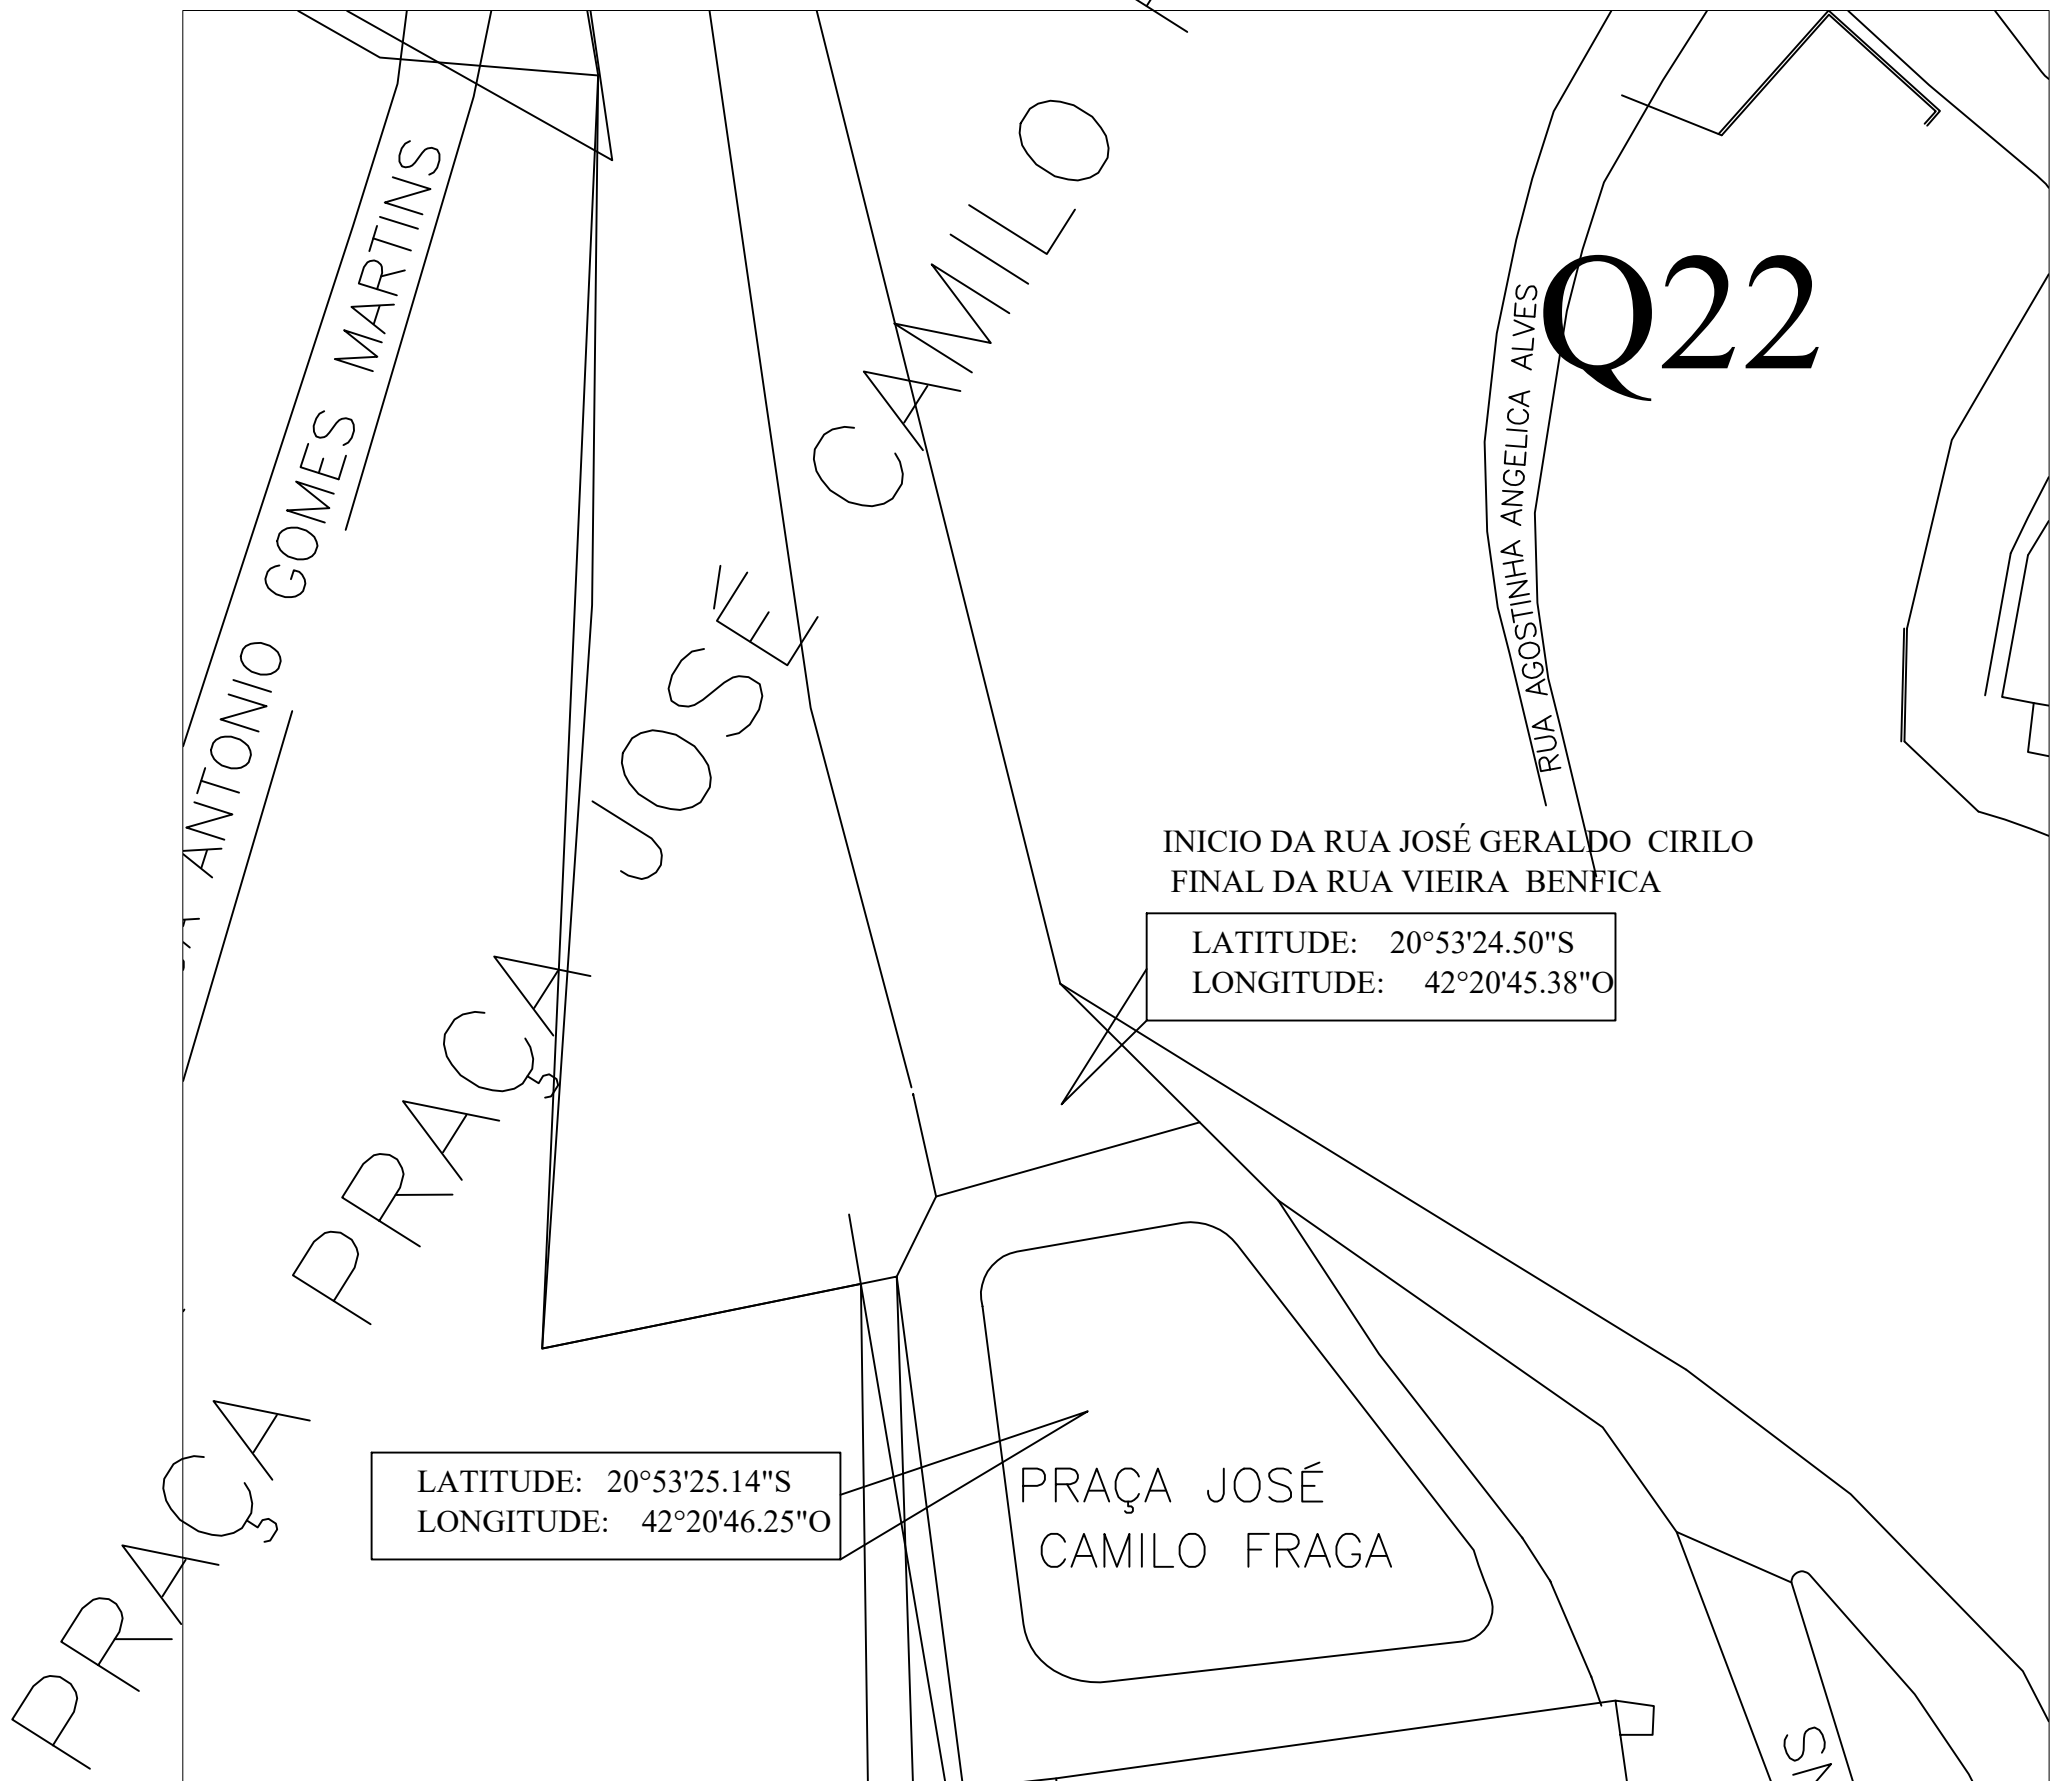 ANTONIO GOMES MARTINS
PRAÇA PRAÇA JOSÉ CAMILO
Q22
RUA AGOSTINHA ANGELICA ALVES
INICIO DA RUA JOSÉ GERALDO CIRILO
FINAL DA RUA VIEIRA BENFICA
LATITUDE: 20°53'24.50"S
LONGITUDE: 42°20'45.38"O
LATITUDE: 20°53'25.14"S
LONGITUDE: 42°20'46.25"O
PRAÇA JOSÉ
CAMILO FRAGA